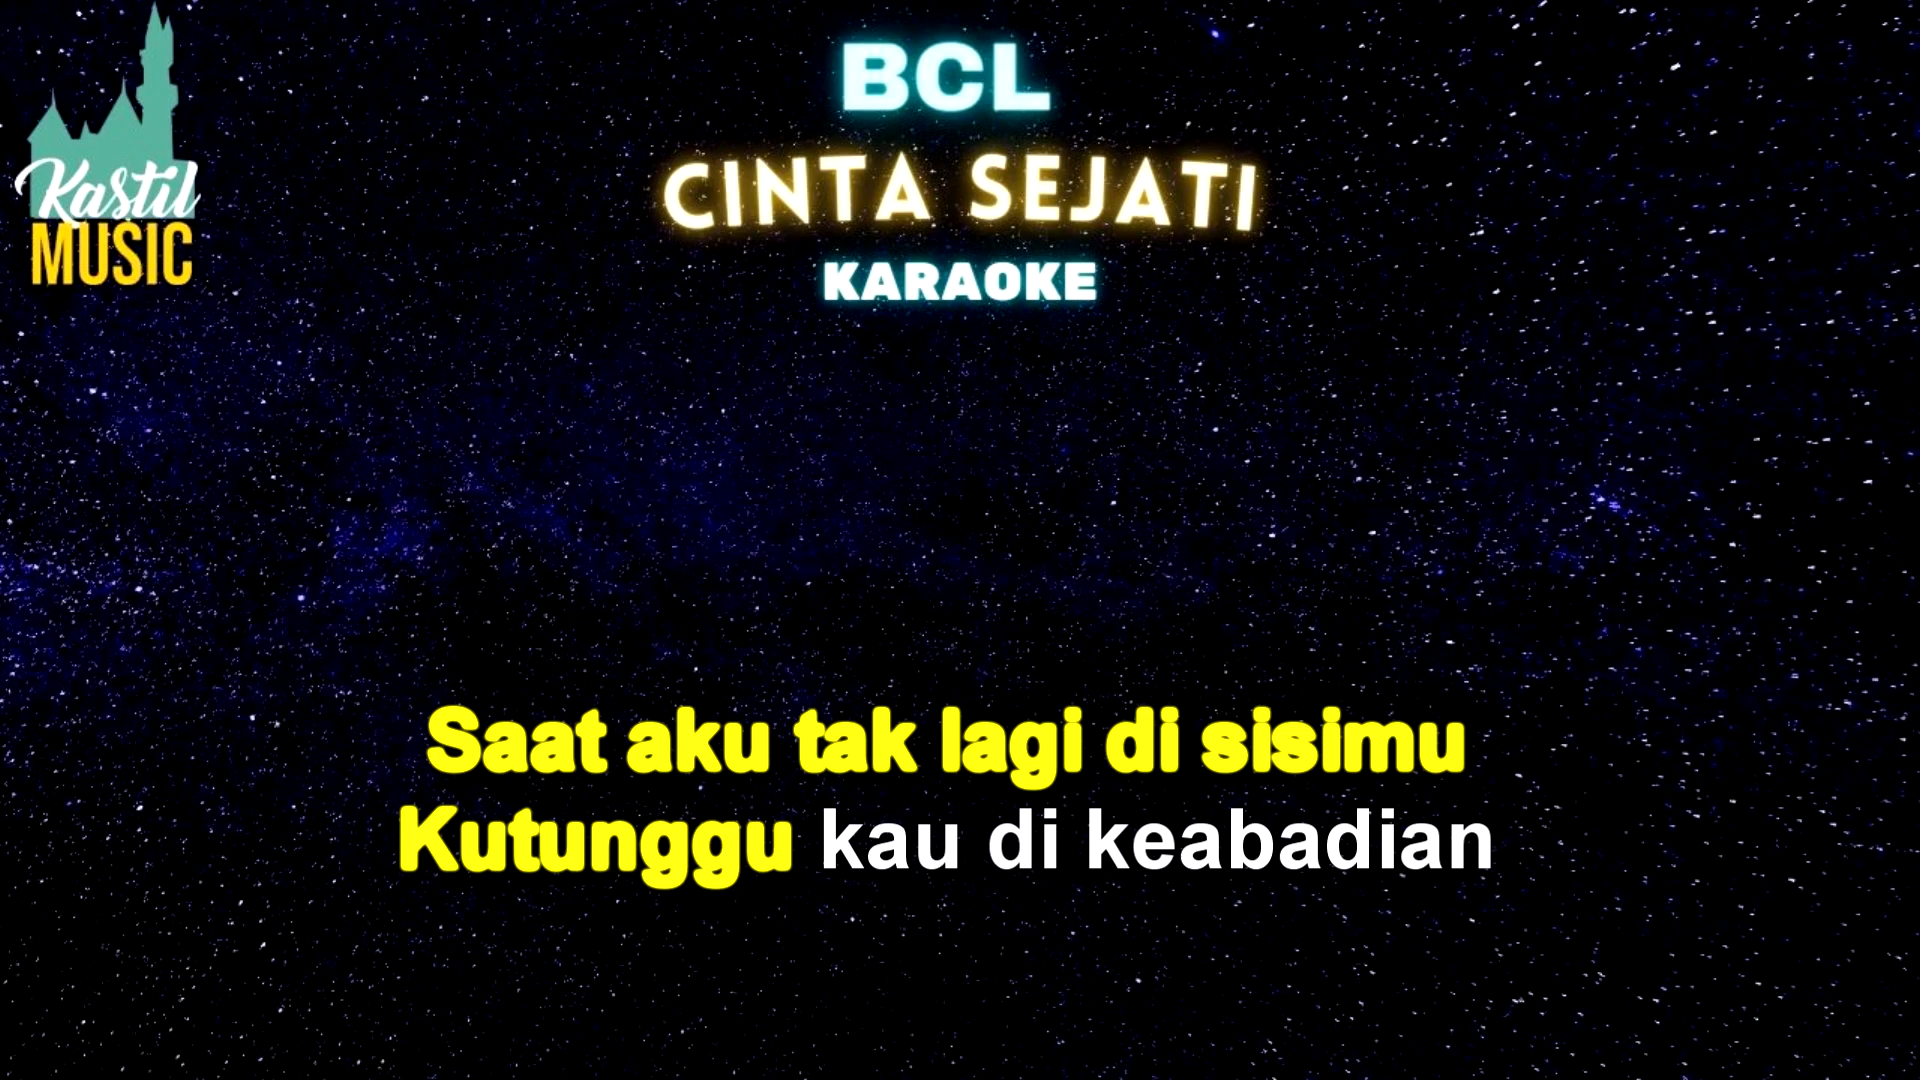 Kastil
MUSIC
BCL
CINTA SEJATI
KARAOKE
Saat aku tak lagi di sisimu
Kutunggu kau di keabadian